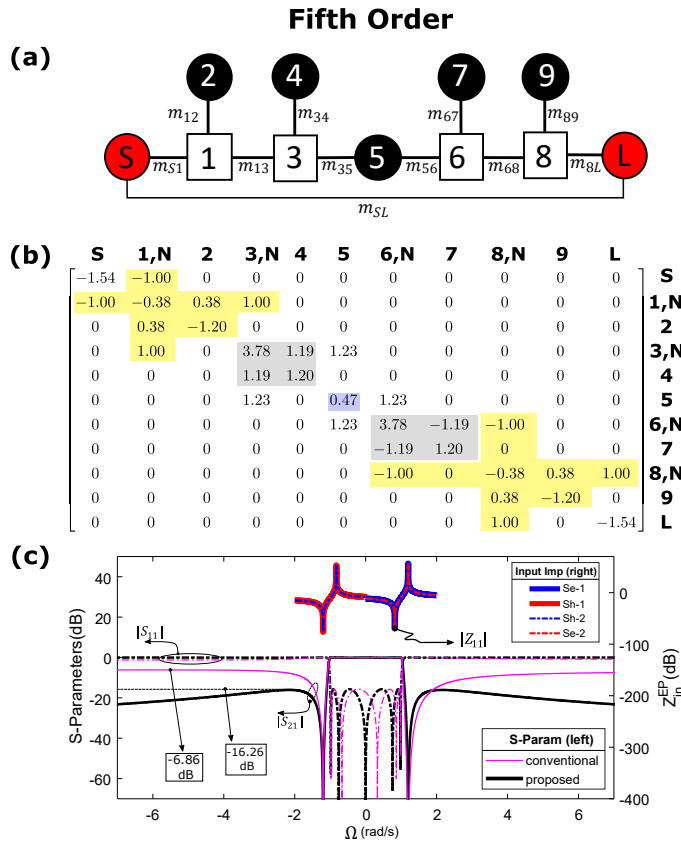 Fifth Order
(a)
2 4 7 9
m12 m34 m67 m89
S 1 3 5 6 8 L
mS1 m13 m35 m56 m68 m8L
mSL
(b)
S 1,N 2 3,N 4 5 6,N 7 8,N 9 L
−1.54 −1.00 0 0 0 0 0 0 0 0 0 S
−1.00 −0.38 0.38 1.00 0 0 0 0 0 0 0 1,N
0 0.38 −1.20 0 0 0 0 0 0 0 0 2
0 1.00 0 3.78 1.19 1.23 0 0 0 0 0 3,N
0 0 0 1.19 1.20 0 0 0 0 0 0 4
0 0 0 1.23 0 0.47 1.23 0 0 0 0 5
0 0 0 0 0 1.23 3.78 −1.19 −1.00 0 0 6,N
0 0 0 0 0 0 −1.19 1.20 0 0 0 7
0 0 0 0 0 0 −1.00 0 −0.38 0.38 1.00 8,N
0 0 0 0 0 0 0 0 0.38 −1.20 0 9
0 0 0 0 0 0 0 0 1.00 0 −1.54 L
(c)
S-Parameters(dB)
40
20
0
-20
-40
-60
|S11|
|S21|
|Z11|
-6.86
dB
-16.26
dB
Input Imp (right)
Se-1
Sh-1
Sh-2
Se-2
S-Param (left)
conventional
proposed
0
-100
-200
-300
-400
Z in EP (dB)
-6 -4 -2 0 2 4 6
Ω (rad/s)